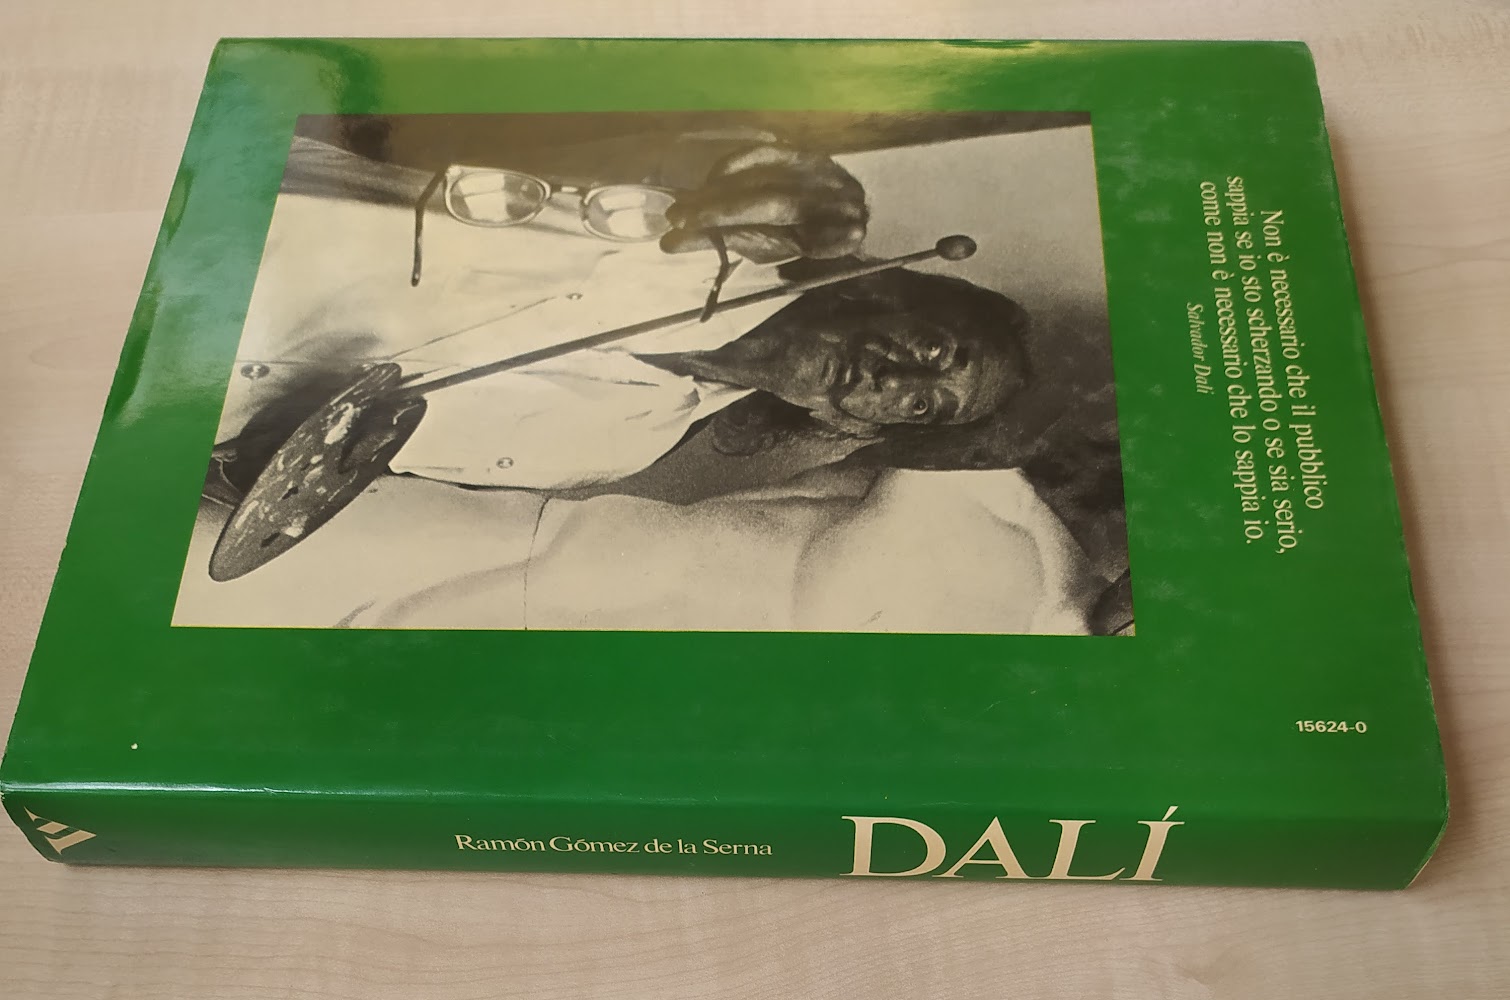 Non è necessario che il pubblico
sappia se io sto scherzando o se sia serio,
come non è necessario che lo sappia io.
Salvador Dalí
15624-0
Ramón Gómez de la Serna
DALÍ